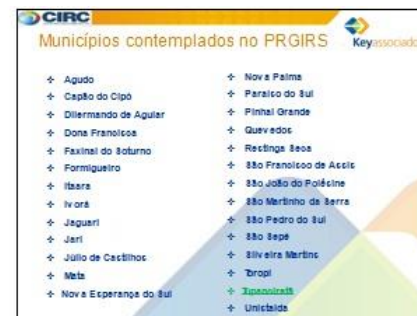 CIRC
Municípios contemplados no PRGIRS
Keyassociado
Agudo
Capão do Cipó
Dilermando de Aguiar
Dona Francisca
Faxinal do Soturno
Formigueiro
Itaara
Ivorá
Jaguari
Jari
Júlio de Castilhos
Mata
Nova Esperança do Sul
Nova Palma
Paraíso do Sul
Pinhal Grande
Quevedos
Restinga Seca
São Francisco de Assis
São João do Polêsine
São Martinho da Serra
São Pedro do Sul
São Sepé
Silveira Martins
Toropi
Tupanciretã
Unistalda